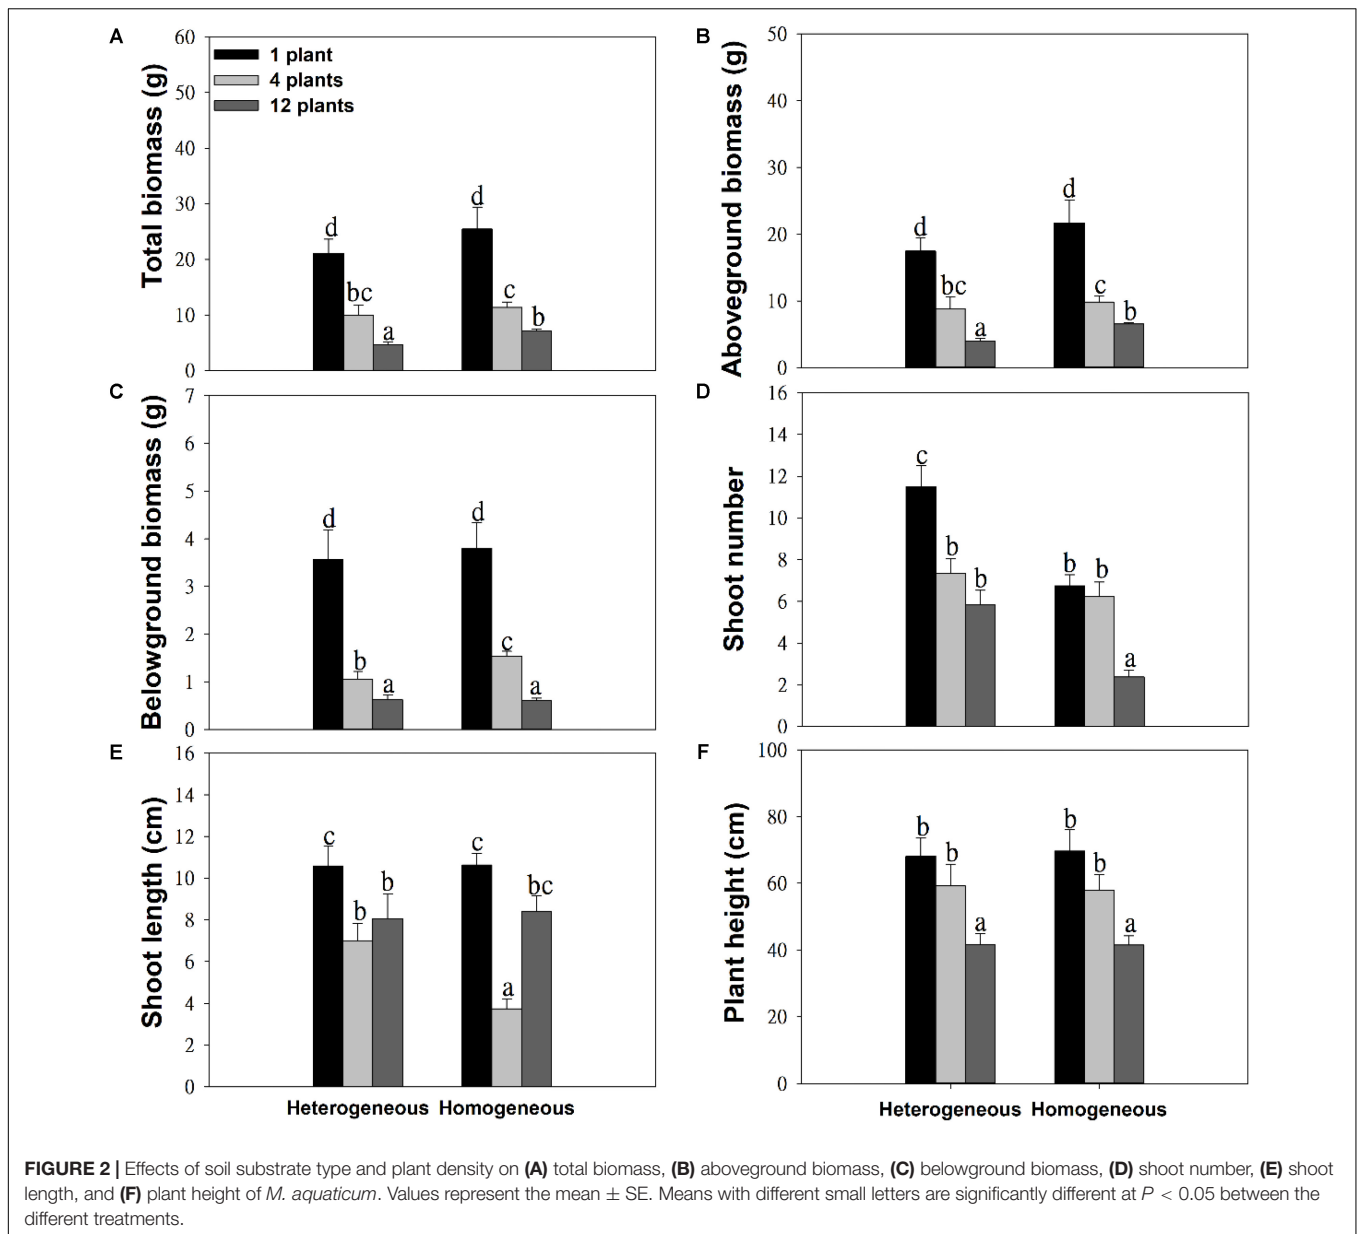 A
Total biomass (g)
60
50
40
30
20
10
0
1 plant
4 plants
12 plants
d
bc
a
d
c
b
B
Aboveground biomass (g)
50
40
30
20
10
0
d
bc
a
d
c
b
C
Belowground biomass (g)
7
6
5
4
3
2
1
0
d
b
a
d
c
a
D
Shoot number
16
14
12
10
8
6
4
2
0
c
b
b
b
b
a
E
Shoot length (cm)
16
14
12
10
8
6
4
2
0
c
b
b
c
a
bc
Heterogeneous Homogeneous
F
Plant height (cm)
100
80
60
40
20
0
b
b
a
b
b
a
Heterogeneous Homogeneous
FIGURE 2 | Effects of soil substrate type and plant density on (A) total biomass, (B) aboveground biomass, (C) belowground biomass, (D) shoot number, (E) shoot
length, and (F) plant height of M. aquaticum. Values represent the mean ± SE. Means with different small letters are significantly different at P < 0.05 between the
different treatments.